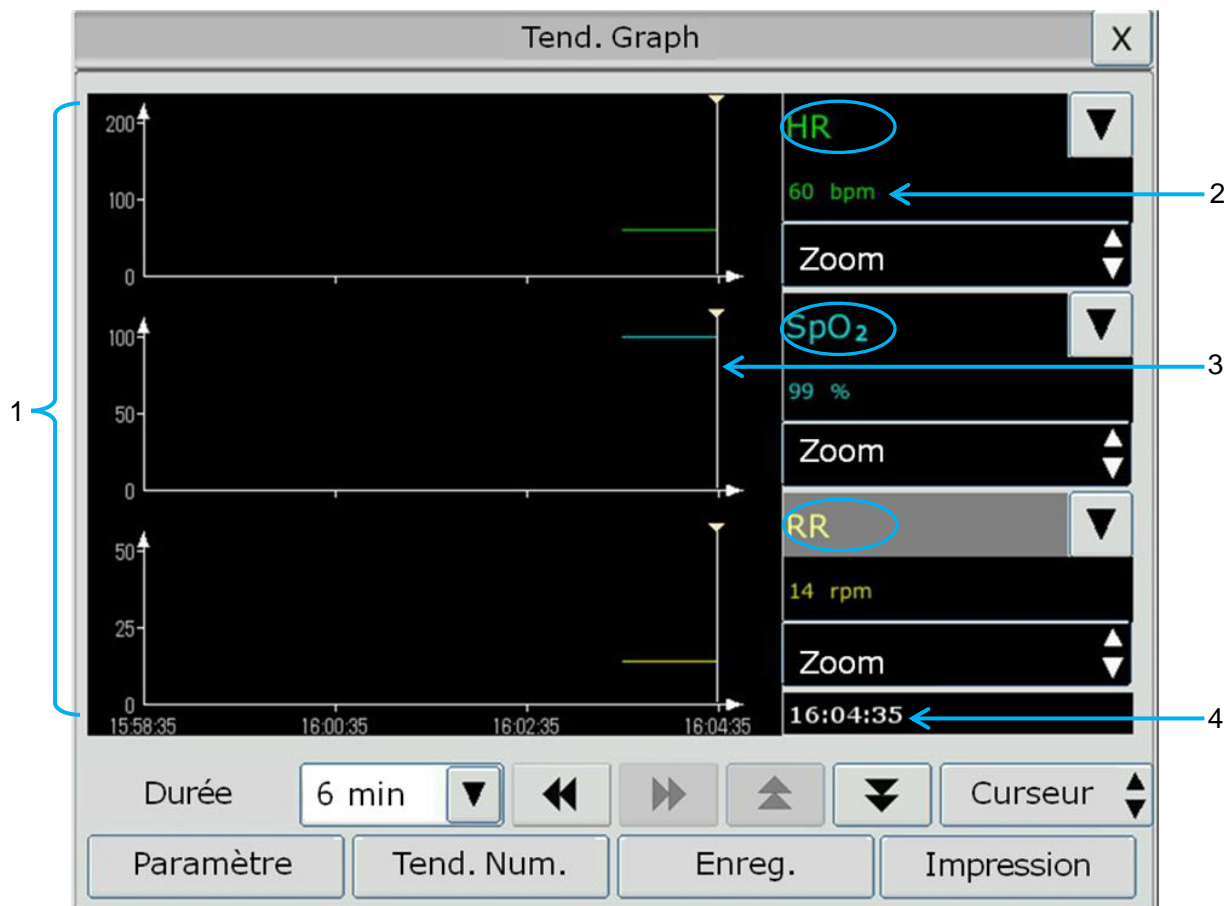 Tend. Graph
X
200
100
0
HR
60 bpm
2
Zoom
100
50
0
SpO₂
3
99 %
Zoom
1
50
25
0
RR
14 rpm
Zoom
15:58:35 16:00:35 16:02:35 16:04:35
16:04:35
4
Durée 6 min Curseur
Paramètre Tend. Num. Enreg. Impression